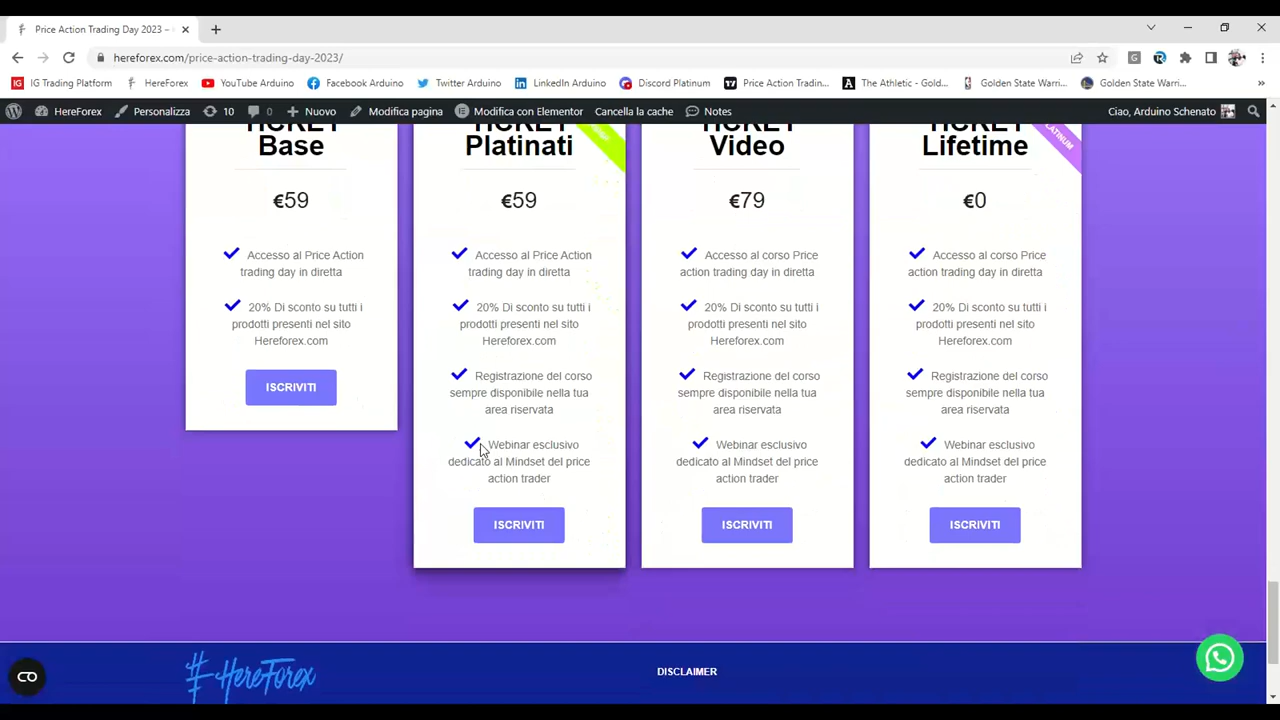 Price Action Trading Day 2023 –
hereforex.com/price-action-trading-day-2023/
IG Trading Platform
HereForex
YouTube Arduino
Facebook Arduino
Twitter Arduino
LinkedIn Arduino
Discord Platinum
Price Action Tradin...
The Athletic - Gold...
Golden State Warri...
Golden State Warri...
HereForex
Personalizza
10
0
Nuovo
Modifica pagina
Modifica con Elementor
Cancella la cache
Notes
Ciao, Arduino Schenato
TICKET
Base
€59
Accesso al Price Action
trading day in diretta
20% Di sconto su tutti i
prodotti presenti nel sito
Hereforex.com
ISCRIVITI
TICKET
Platinati
€59
Accesso al Price Action
trading day in diretta
20% Di sconto su tutti i
prodotti presenti nel sito
Hereforex.com
Registrazione del corso
sempre disponibile nella tua
area riservata
Webinar esclusivo
dedicato al Mindset del price
action trader
ISCRIVITI
TICKET
Video
€79
Accesso al corso Price
action trading day in diretta
20% Di sconto su tutti i
prodotti presenti nel sito
Hereforex.com
Registrazione del corso
sempre disponibile nella tua
area riservata
Webinar esclusivo
dedicato al Mindset del price
action trader
ISCRIVITI
TICKET
Lifetime
PLATINUM
€0
Accesso al corso Price
action trading day in diretta
20% Di sconto su tutti i
prodotti presenti nel sito
Hereforex.com
Registrazione del corso
sempre disponibile nella tua
area riservata
Webinar esclusivo
dedicato al Mindset del price
action trader
ISCRIVITI
#HereForex
DISCLAIMER